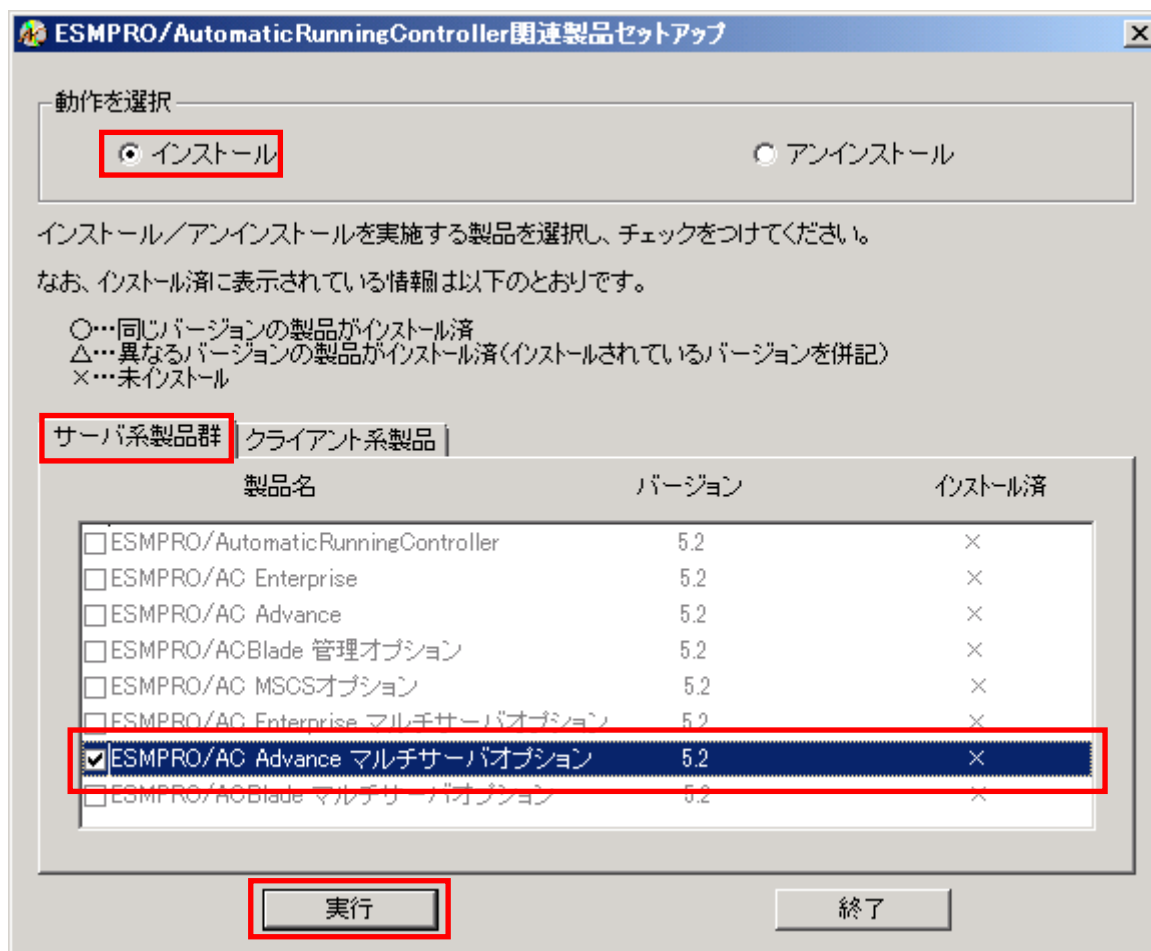 ESMPRO/AutomaticRunningController関連製品セットアップ
動作を選択
インストール アンインストール
インストール／アンインストールを実施する製品を選択し、チェックをつけてください。
なお、インストール済に表示されている情報は以下のとおりです。
○…同じバージョンの製品がインストール済
△…異なるバージョンの製品がインストール済(インストールされているバージョンを併記)
×…未インストール
サーバ系製品群 クライアント系製品
製品名 バージョン インストール済
ESMPRO/AutomaticRunningController 5.2 ×
ESMPRO/AC Enterprise 5.2 ×
ESMPRO/AC Advance 5.2 ×
ESMPRO/ACBlade 管理オプション 5.2 ×
ESMPRO/AC MSCSオプション 5.2 ×
ESMPRO/AC Enterprise マルチサーバオプション 5.2 ×
ESMPRO/AC Advance マルチサーバオプション 5.2 ×
ESMPRO/ACBlade マルチサーバオプション 5.2 ×
実行 終了